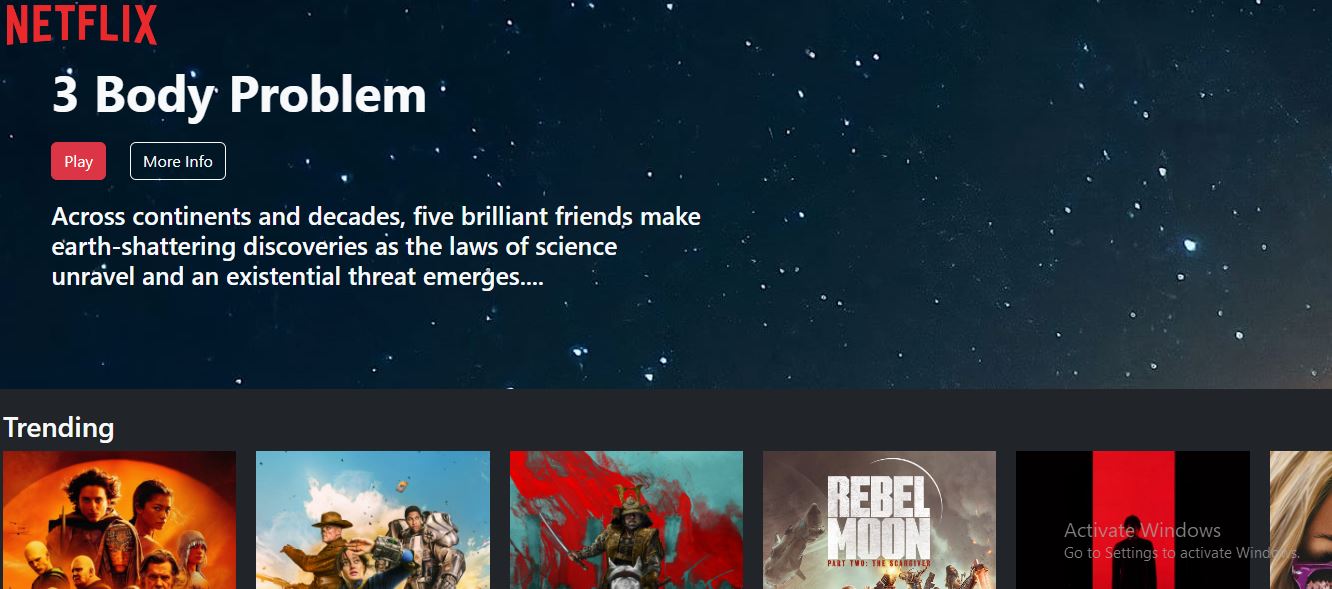 NETFLIX
3 Body Problem
Play
More Info
Across continents and decades, five brilliant friends make
earth-shattering discoveries as the laws of science
unravel and an existential threat emerges....
Trending
REBEL
MOON
PART TWO: THE SCARGIVER
Activate Windows
Go to Settings to activate Windows.